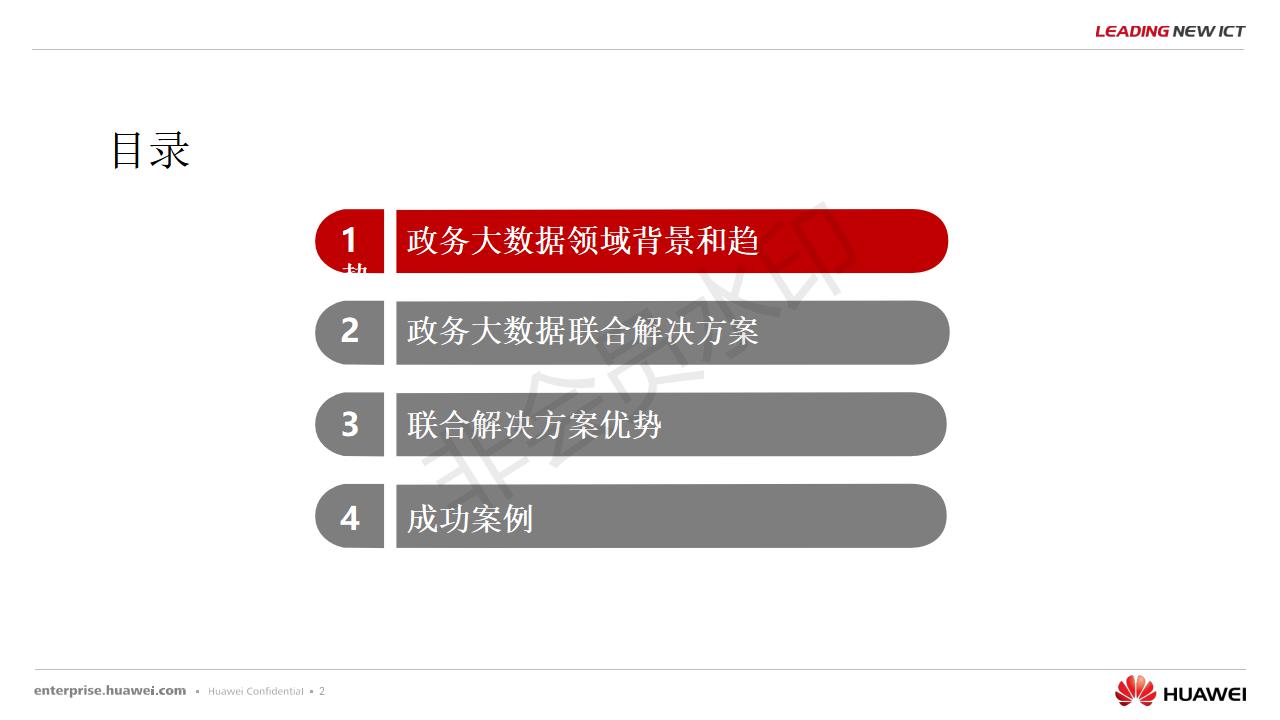 LEADING NEW ICT
目录
1 政务大数据领域背景和趋
势
2 政务大数据联合解决方案
3 联合解决方案优势
4 成功案例
非会员水印
enterprise.huawei.com ▪ Huawei Confidential ▪ 2
HUAWEI